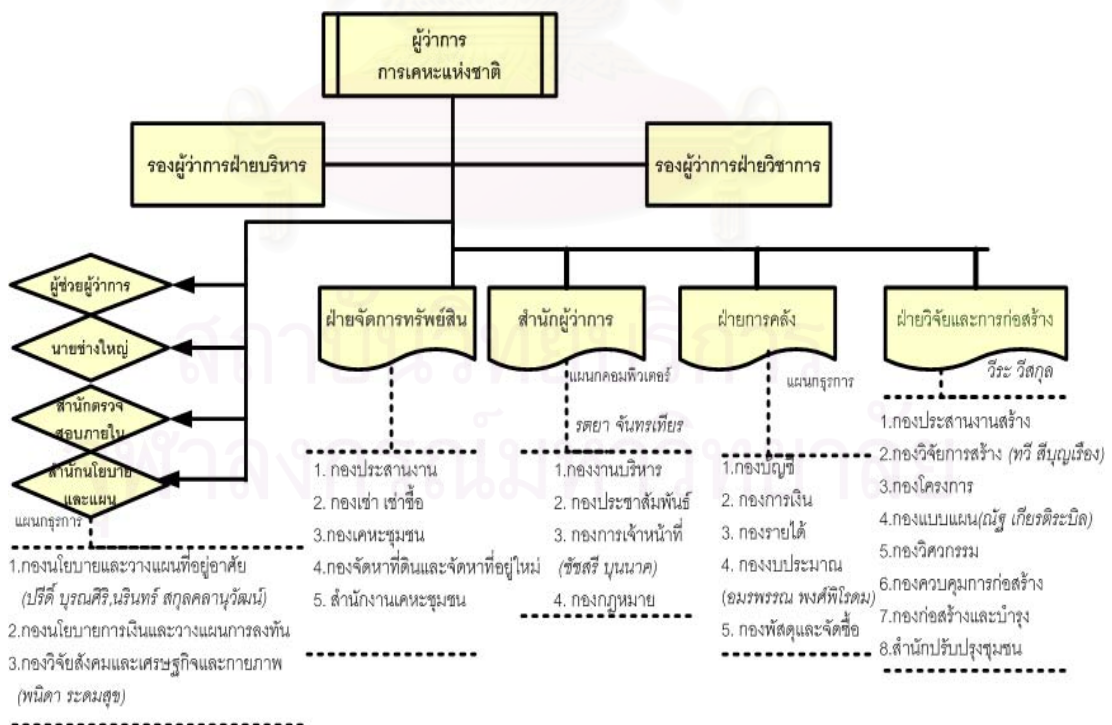 ผู้ว่าการ
การเคหะแห่งชาติ
รองผู้ว่าการฝ่ายบริหาร
รองผู้ว่าการฝ่ายวิชาการ
ผู้ช่วยผู้ว่าการ
นายช่างใหญ่
สำนักตรวจ
สอบภายใน
สำนักนโยบาย
และแผน
แผนกธุรการ
1.กองนโยบายและวางแผนที่อยู่อาศัย
(ปรีดิ์ บุรณศิริ,นรินทร์ สกุลคลานุวัฒน์)
2.กองนโยบายการเงินและวางแผนการลงทัน
3.กองวิจัยสังคมและเศรษฐกิจและกายภาพ
(พนิดา ระดมสุข)
ฝ่ายจัดการทรัพย์สิน
1. กองประสานงาน
2. กองเช่า เช่าซื้อ
3.กองเคหะชุมชน
4.กองจัดหาที่ดินและจัดหาที่อยู่ใหม่
5. สำนักงานเคหะชุมชน
สำนักผู้ว่าการ
แผนกคอมพิวเตอร์
รตยา จันทรเทียร
1.กองงานบริหาร
2. กองประชาสัมพันธ์
3. กองการเจ้าหน้าที่
(ชัชสรี บุนนาค)
4. กองกฎหมาย
ฝ่ายการคลัง
แผนกธุรการ
1.กองบัญชี
2. กองการเงิน
3. กองรายได้
4. กองงบประมาณ
(อมรพรรณ พงศ์พิโรดม)
5. กองพัสดุและจัดซื้อ
ฝ่ายวิจัยและการก่อสร้าง
วีระ วีสกุล
1.กองประสานงานสร้าง
2.กองวิจัยการสร้าง (ทวี สีบุญเรือง)
3.กองโครงการ
4.กองแบบแผน(ณัฐ เกียรติระบิล)
5.กองวิศวกรรม
6.กองควบคุมการก่อสร้าง
7.กองก่อสร้างและบำรุง
8.สำนักปรับปรุงชุมชน
สถาบันวิทยบริการ
จุฬาลงกรณ์มหาวิทยาลัย